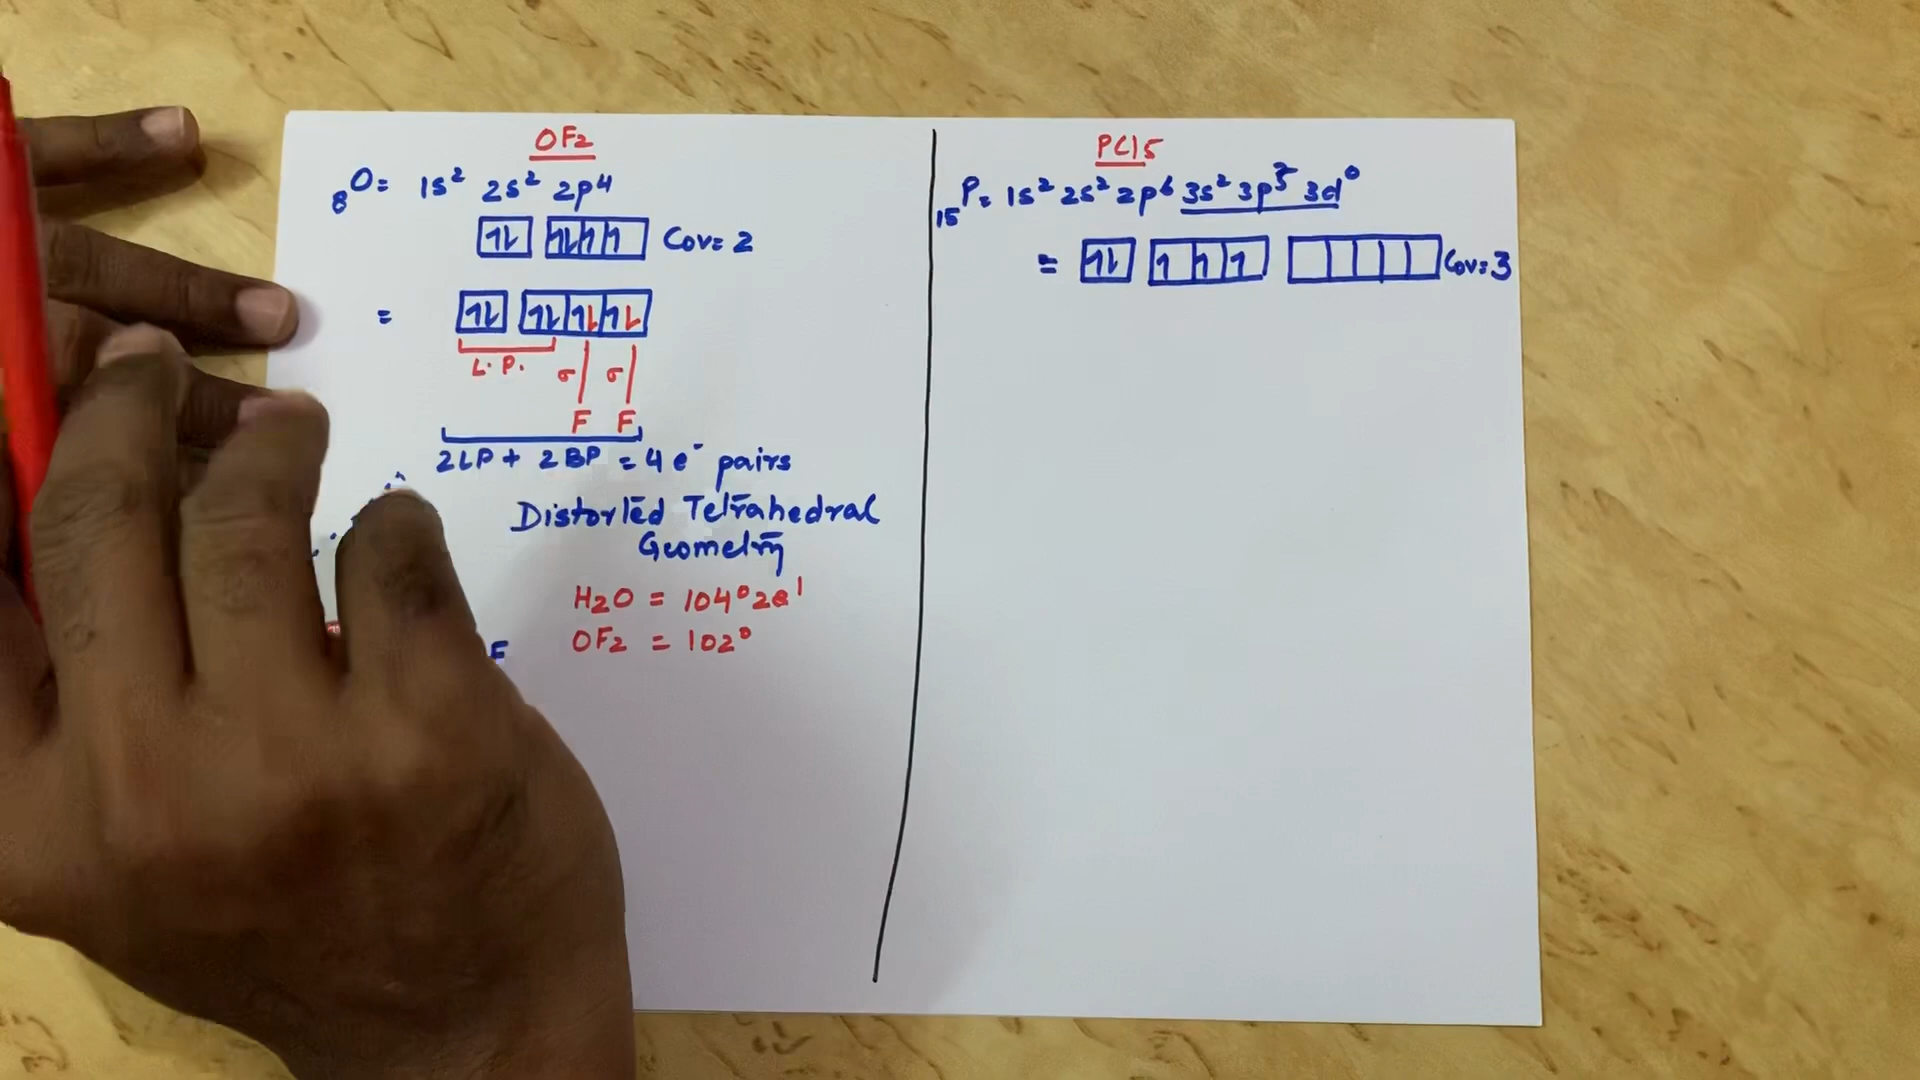 OF2
8O = 1s² 2s² 2p⁴
Cov = 2
=
L.P. σ σ
F F
2LP + 2BP = 4 e⁻ pairs
Distorted Tetrahedral
Geometry
H2O = 104°28'
OF2 = 102°
F
PCl5
15P = 1s² 2s² 2p⁶ 3s² 3p³ 3d⁰
= Cov = 3